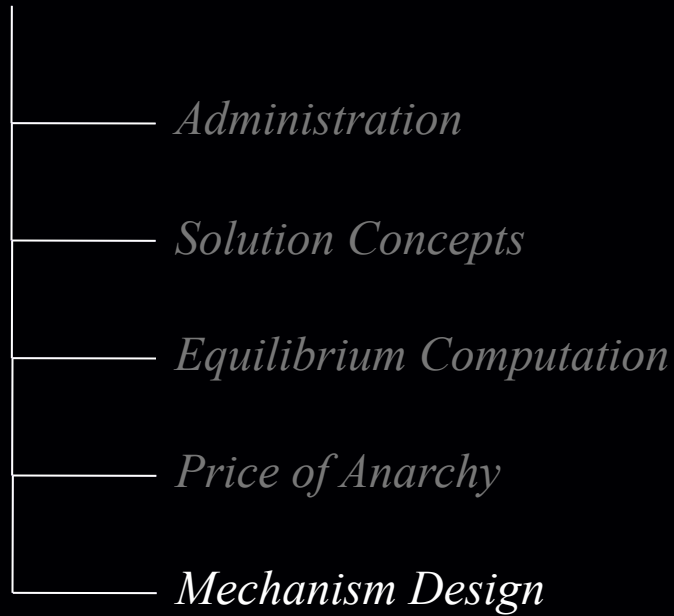 Administration
Solution Concepts
Equilibrium Computation
Price of Anarchy
Mechanism Design